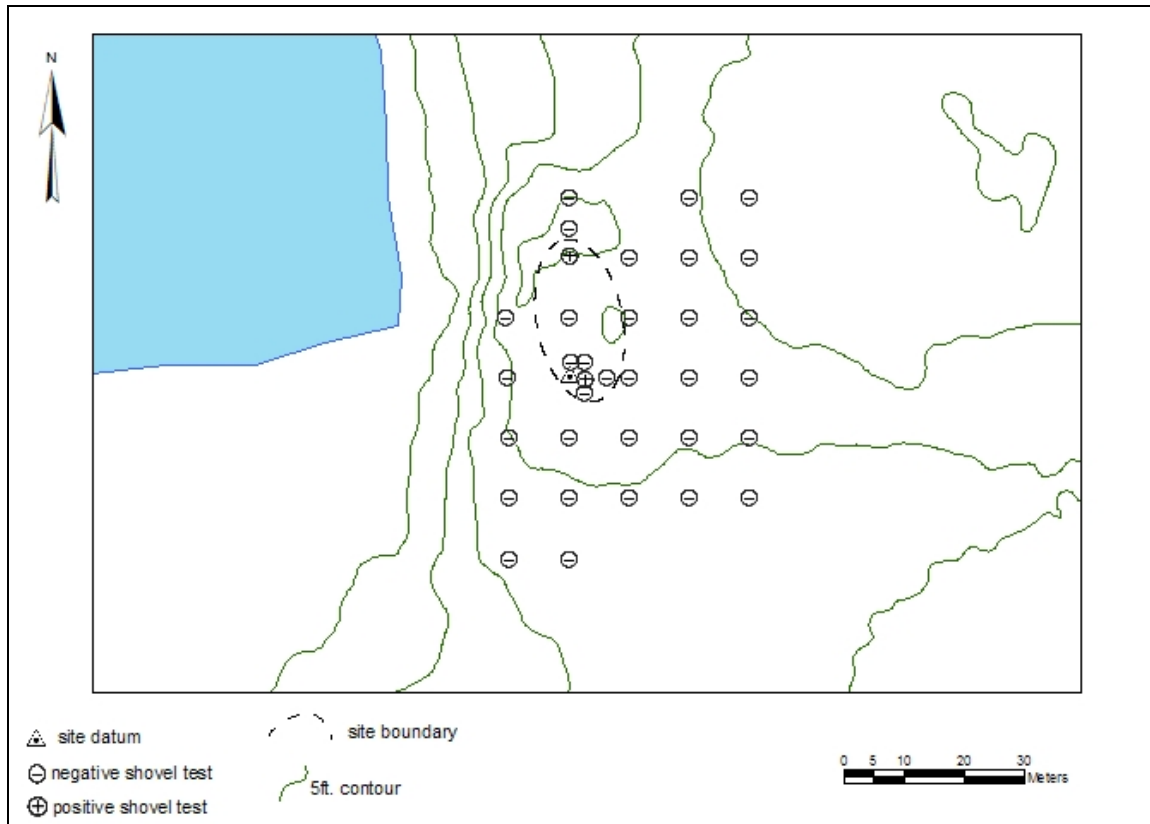 N
site datum
site boundary
negative shovel test
5ft. contour
positive shovel test
0 5 10 20 30
Meters